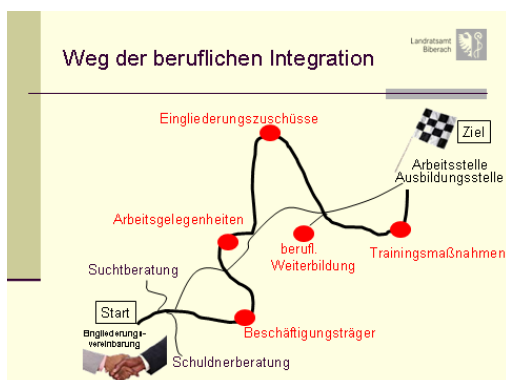 Landratsamt
Biberach
Weg der beruflichen Integration
Eingliederungszuschüsse
Ziel
Arbeitsstelle
Ausbildungsstelle
Arbeitsgelegenheiten
berufl.
Weiterbildung
Trainingsmaßnahmen
Suchtberatung
Start
Eingliederungs-
vereinbarung
Beschäftigungsträger
Schuldnerberatung